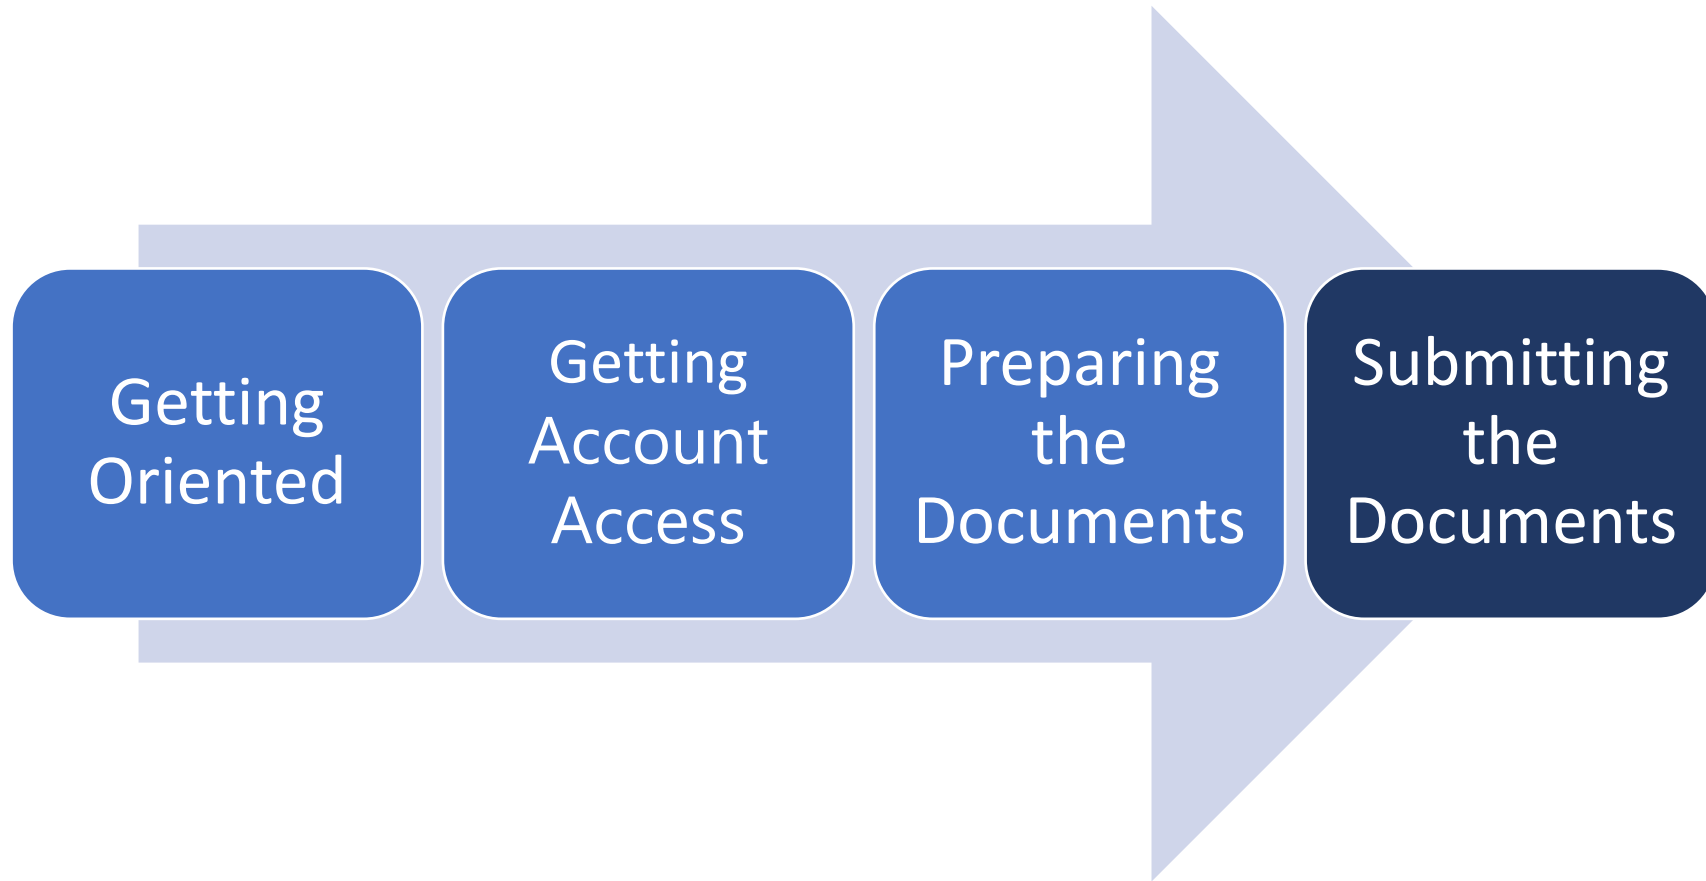 Getting
Oriented
Getting
Account
Access
Preparing
the
Documents
Submitting
the
Documents